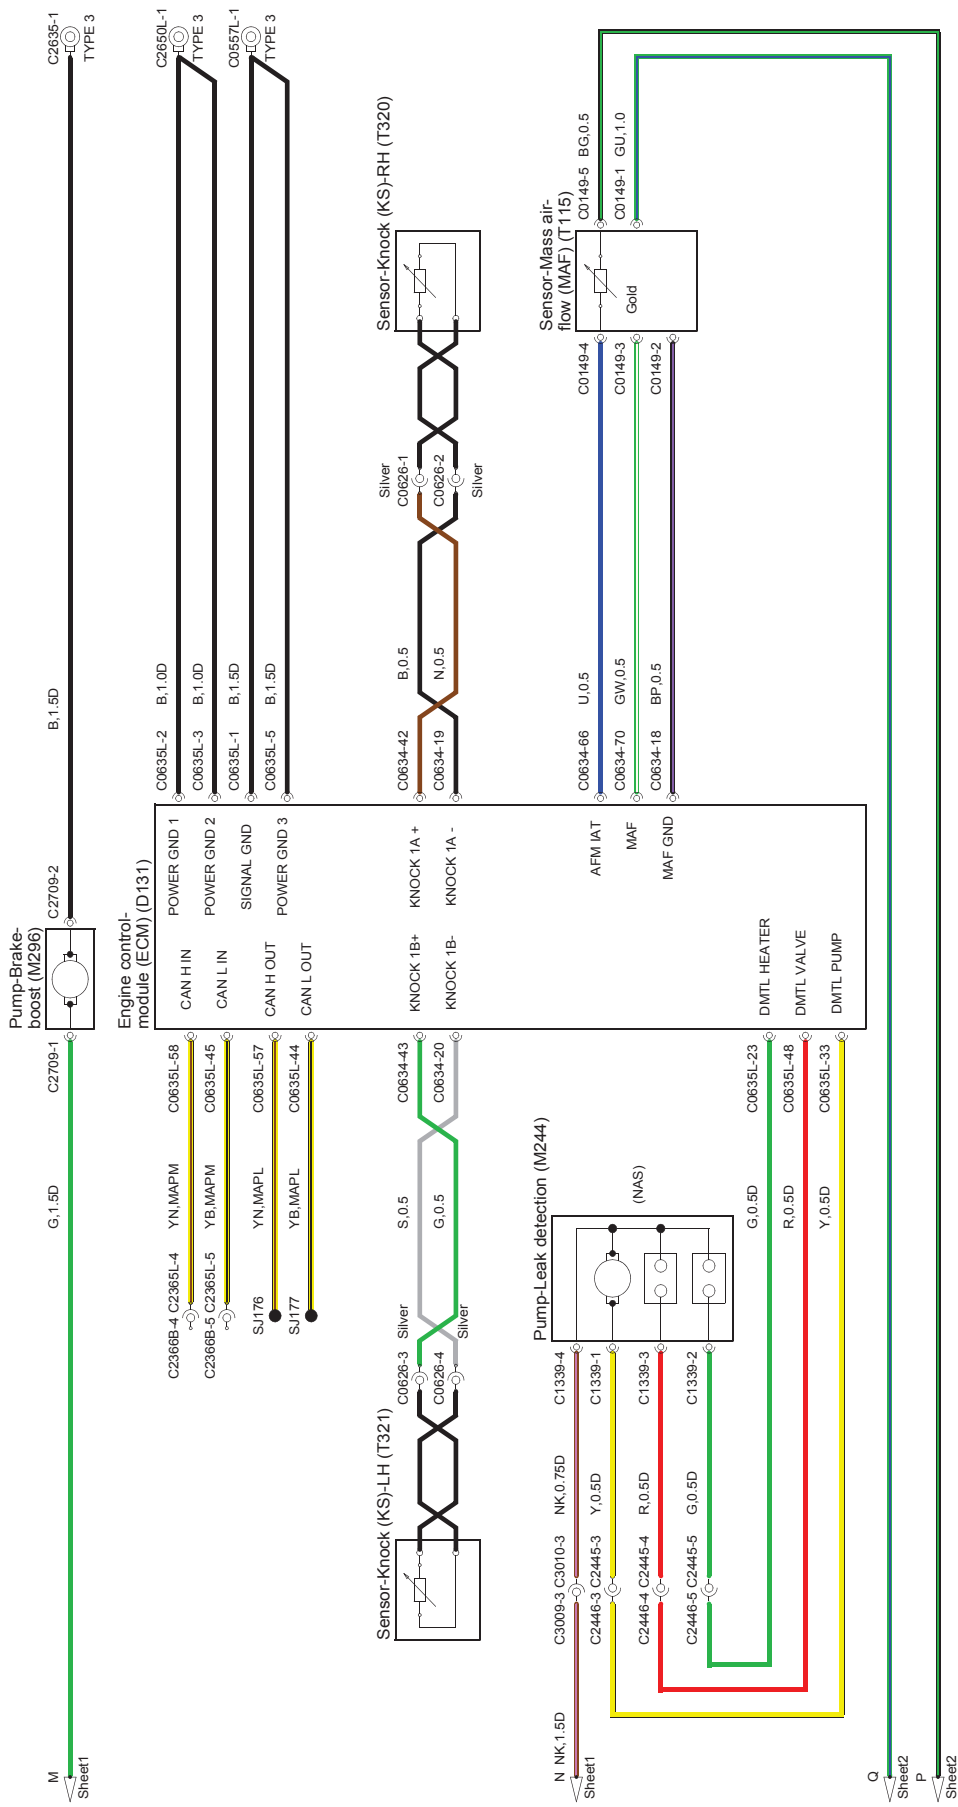 C2635-1
TYPE 3
C2650L-1
TYPE 3
C0557L-1
TYPE 3
B,1.5D
C2709-2
Pump-Brake-
boost (M296)
C2709-1
G,1.5D
M
Sheet1
C0635L-2
B,1.0D
C0635L-3
B,1.0D
C0635L-1
B,1.5D
C0635L-5
B,1.5D
Engine control-
module (ECM) (D131)
POWER GND 1
POWER GND 2
SIGNAL GND
POWER GND 3
CAN H IN
CAN L IN
CAN H OUT
CAN L OUT
KNOCK 1A +
KNOCK 1A -
KNOCK 1B+
KNOCK 1B-
AFM IAT
MAF
MAF GND
DMTL HEATER
DMTL VALVE
DMTL PUMP
C2366B-4 C2365L-4
YN,MAPM
C0635L-58
C2366B-5 C2365L-5
YB,MAPM
C0635L-45
SJ176
YN,MAPL
C0635L-57
SJ177
YB,MAPL
C0635L-44
Sensor-Knock (KS)-RH (T320)
Silver
C0626-1
C0626-2
Silver
B,0.5
N,0.5
C0634-42
C0634-19
Sensor-Knock (KS)-LH (T321)
C0626-3
Silver
C0626-4
Silver
S,0.5
G,0.5
C0634-43
C0634-20
Sensor-Mass air-
flow (MAF) (T115)
Gold
C0149-5
BG,0.5
C0149-1
GU,1.0
C0149-4
C0149-3
C0149-2
U,0.5
GW,0.5
BP,0.5
C0634-66
C0634-70
C0634-18
Pump-Leak detection (M244)
(NAS)
C1339-4
C1339-1
C1339-3
C1339-2
NK,0.75D
Y,0.5D
R,0.5D
G,0.5D
C3009-3 C3010-3
C2446-3 C2445-3
C2446-4 C2445-4
C2446-5 C2445-5
G,0.5D
C0635L-23
R,0.5D
C0635L-48
Y,0.5D
C0635L-33
N
NK,1.5D
Sheet1
Q
Sheet2
P
Sheet2